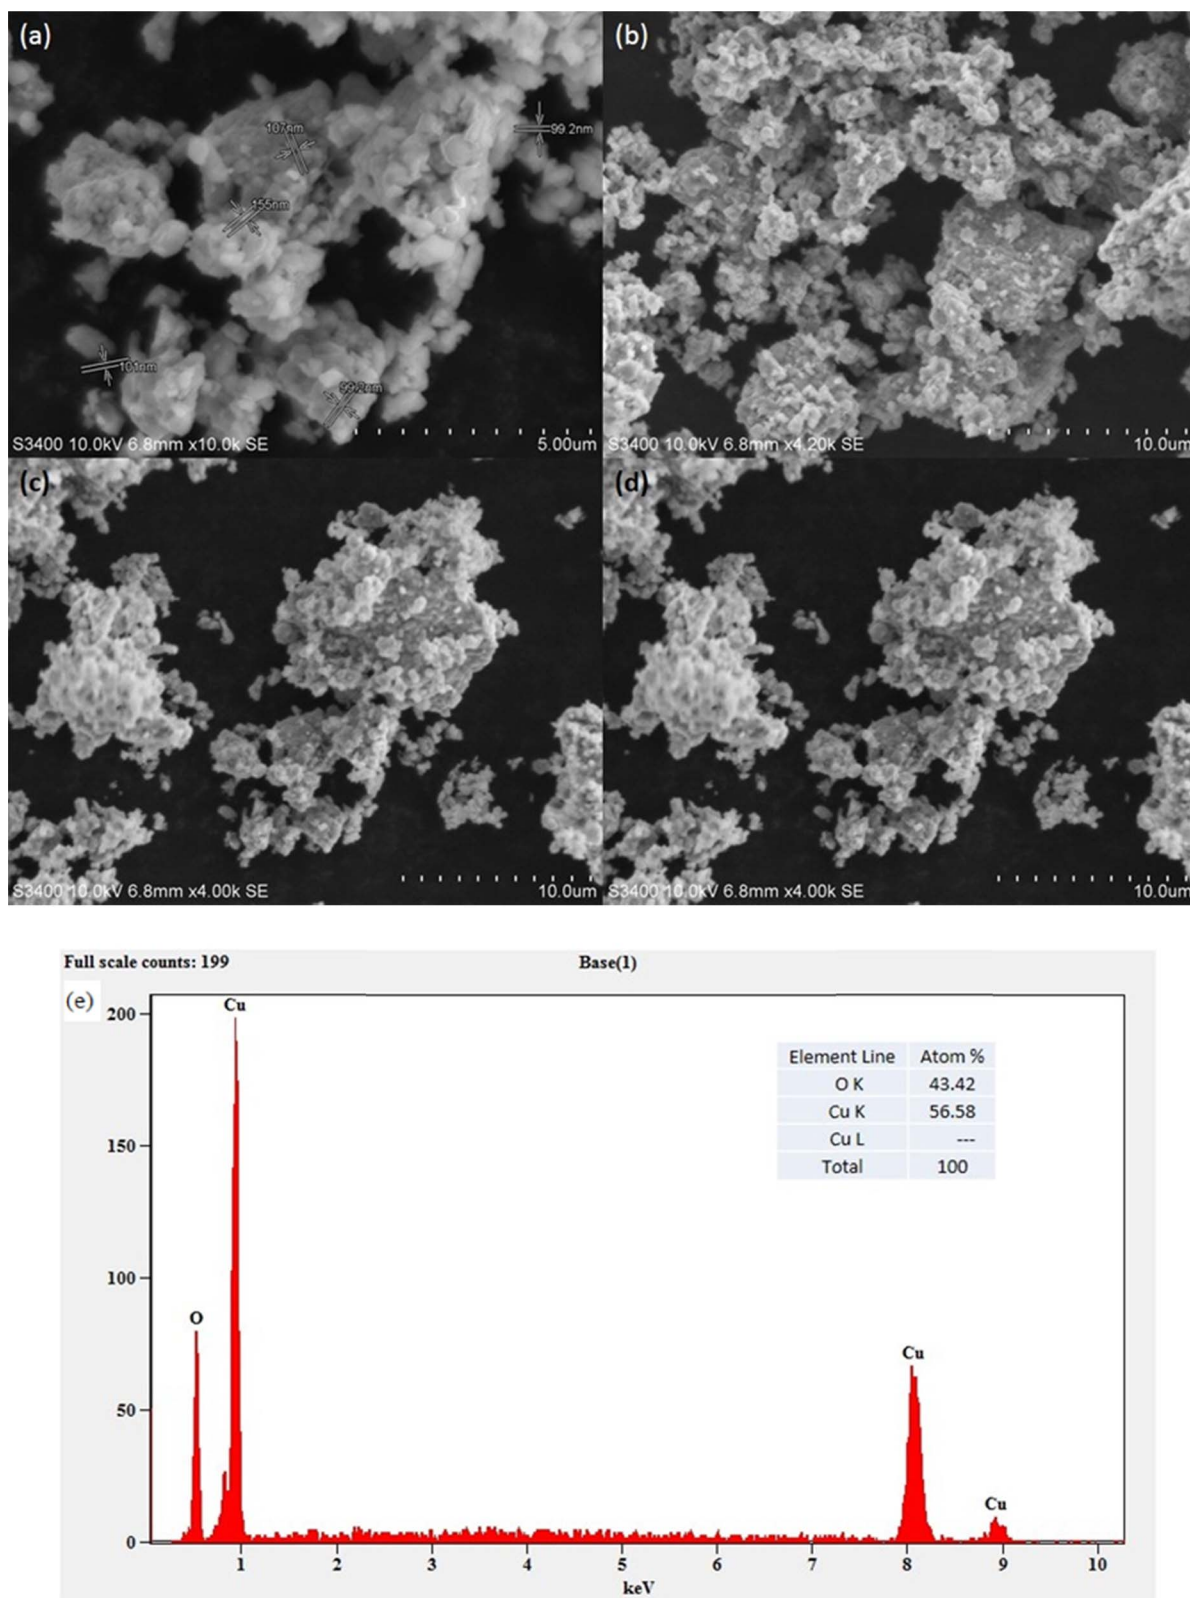 (a)
107nm
99.2nm
155nm
101nm
99.2nm
S3400 10.0kV 6.8mm x10.0k SE
5.00um
(b)
S3400 10.0kV 6.8mm x4.20k SE
10.0um
(c)
S3400 10.0kV 6.8mm x4.00k SE
10.0um
(d)
S3400 10.0kV 6.8mm x4.00k SE
10.0um
Full scale counts: 199
Base(1)
(e)
200
150
100
50
0
Cu
O
Cu
Cu
Element Line Atom %
O K 43.42
Cu K 56.58
Cu L ---
Total 100
1 2 3 4 5 6 7 8 9 10
keV